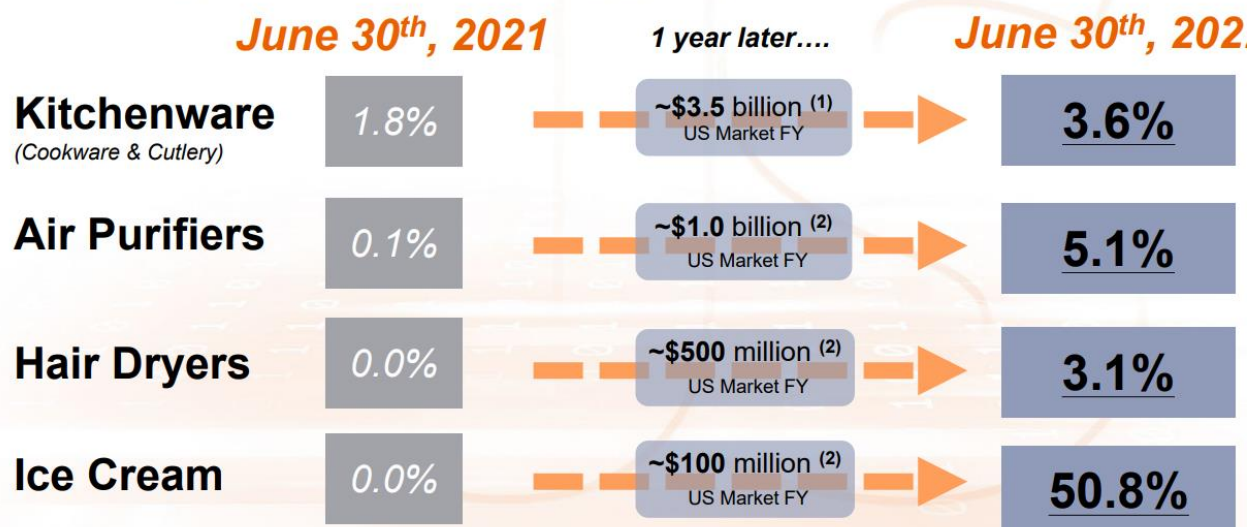 June 30th, 2021
1 year later....
June 30th, 202
Kitchenware
(Cookware & Cutlery)
1.8%
~$3.5 billion (1)
US Market FY
3.6%
Air Purifiers
0.1%
~$1.0 billion (2)
US Market FY
5.1%
Hair Dryers
0.0%
~$500 million (2)
US Market FY
3.1%
Ice Cream
0.0%
~$100 million (2)
US Market FY
50.8%